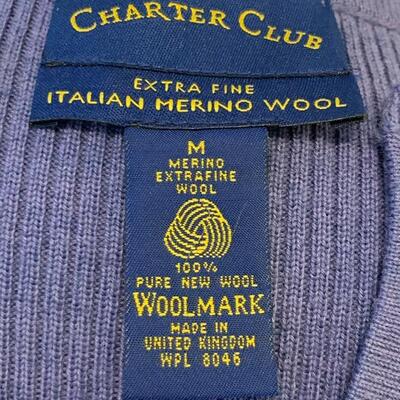 CHARTER CLUB
EXTRA FINE
ITALIAN MERINO WOOL
M
MERINO
EXTRAFINE
WOOL
100%
PURE NEW WOOL
WOOLMARK
MADE IN
UNITED KINGDOM
WPL 8046